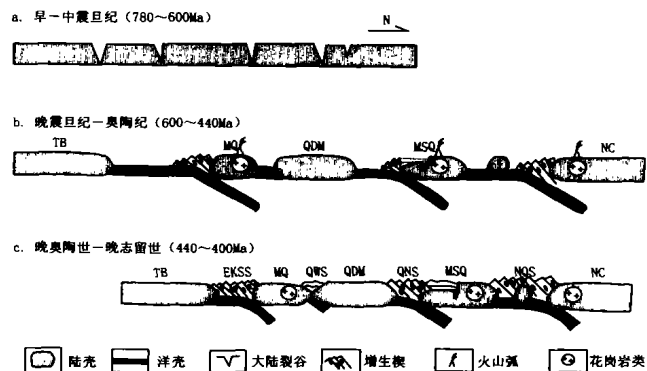 a. 早—中震旦纪（780～600Ma）
N
b. 晚震旦纪—奥陶纪（600～440Ma）
TB MQ QDM MSQ NC
c. 晚奥陶世—晚志留世（440～400Ma）
TB EKSS MQ QWS QDM QNS MSQ NQS NC
陆壳 洋壳 大陆裂谷 增生楔 火山弧 花岗岩类